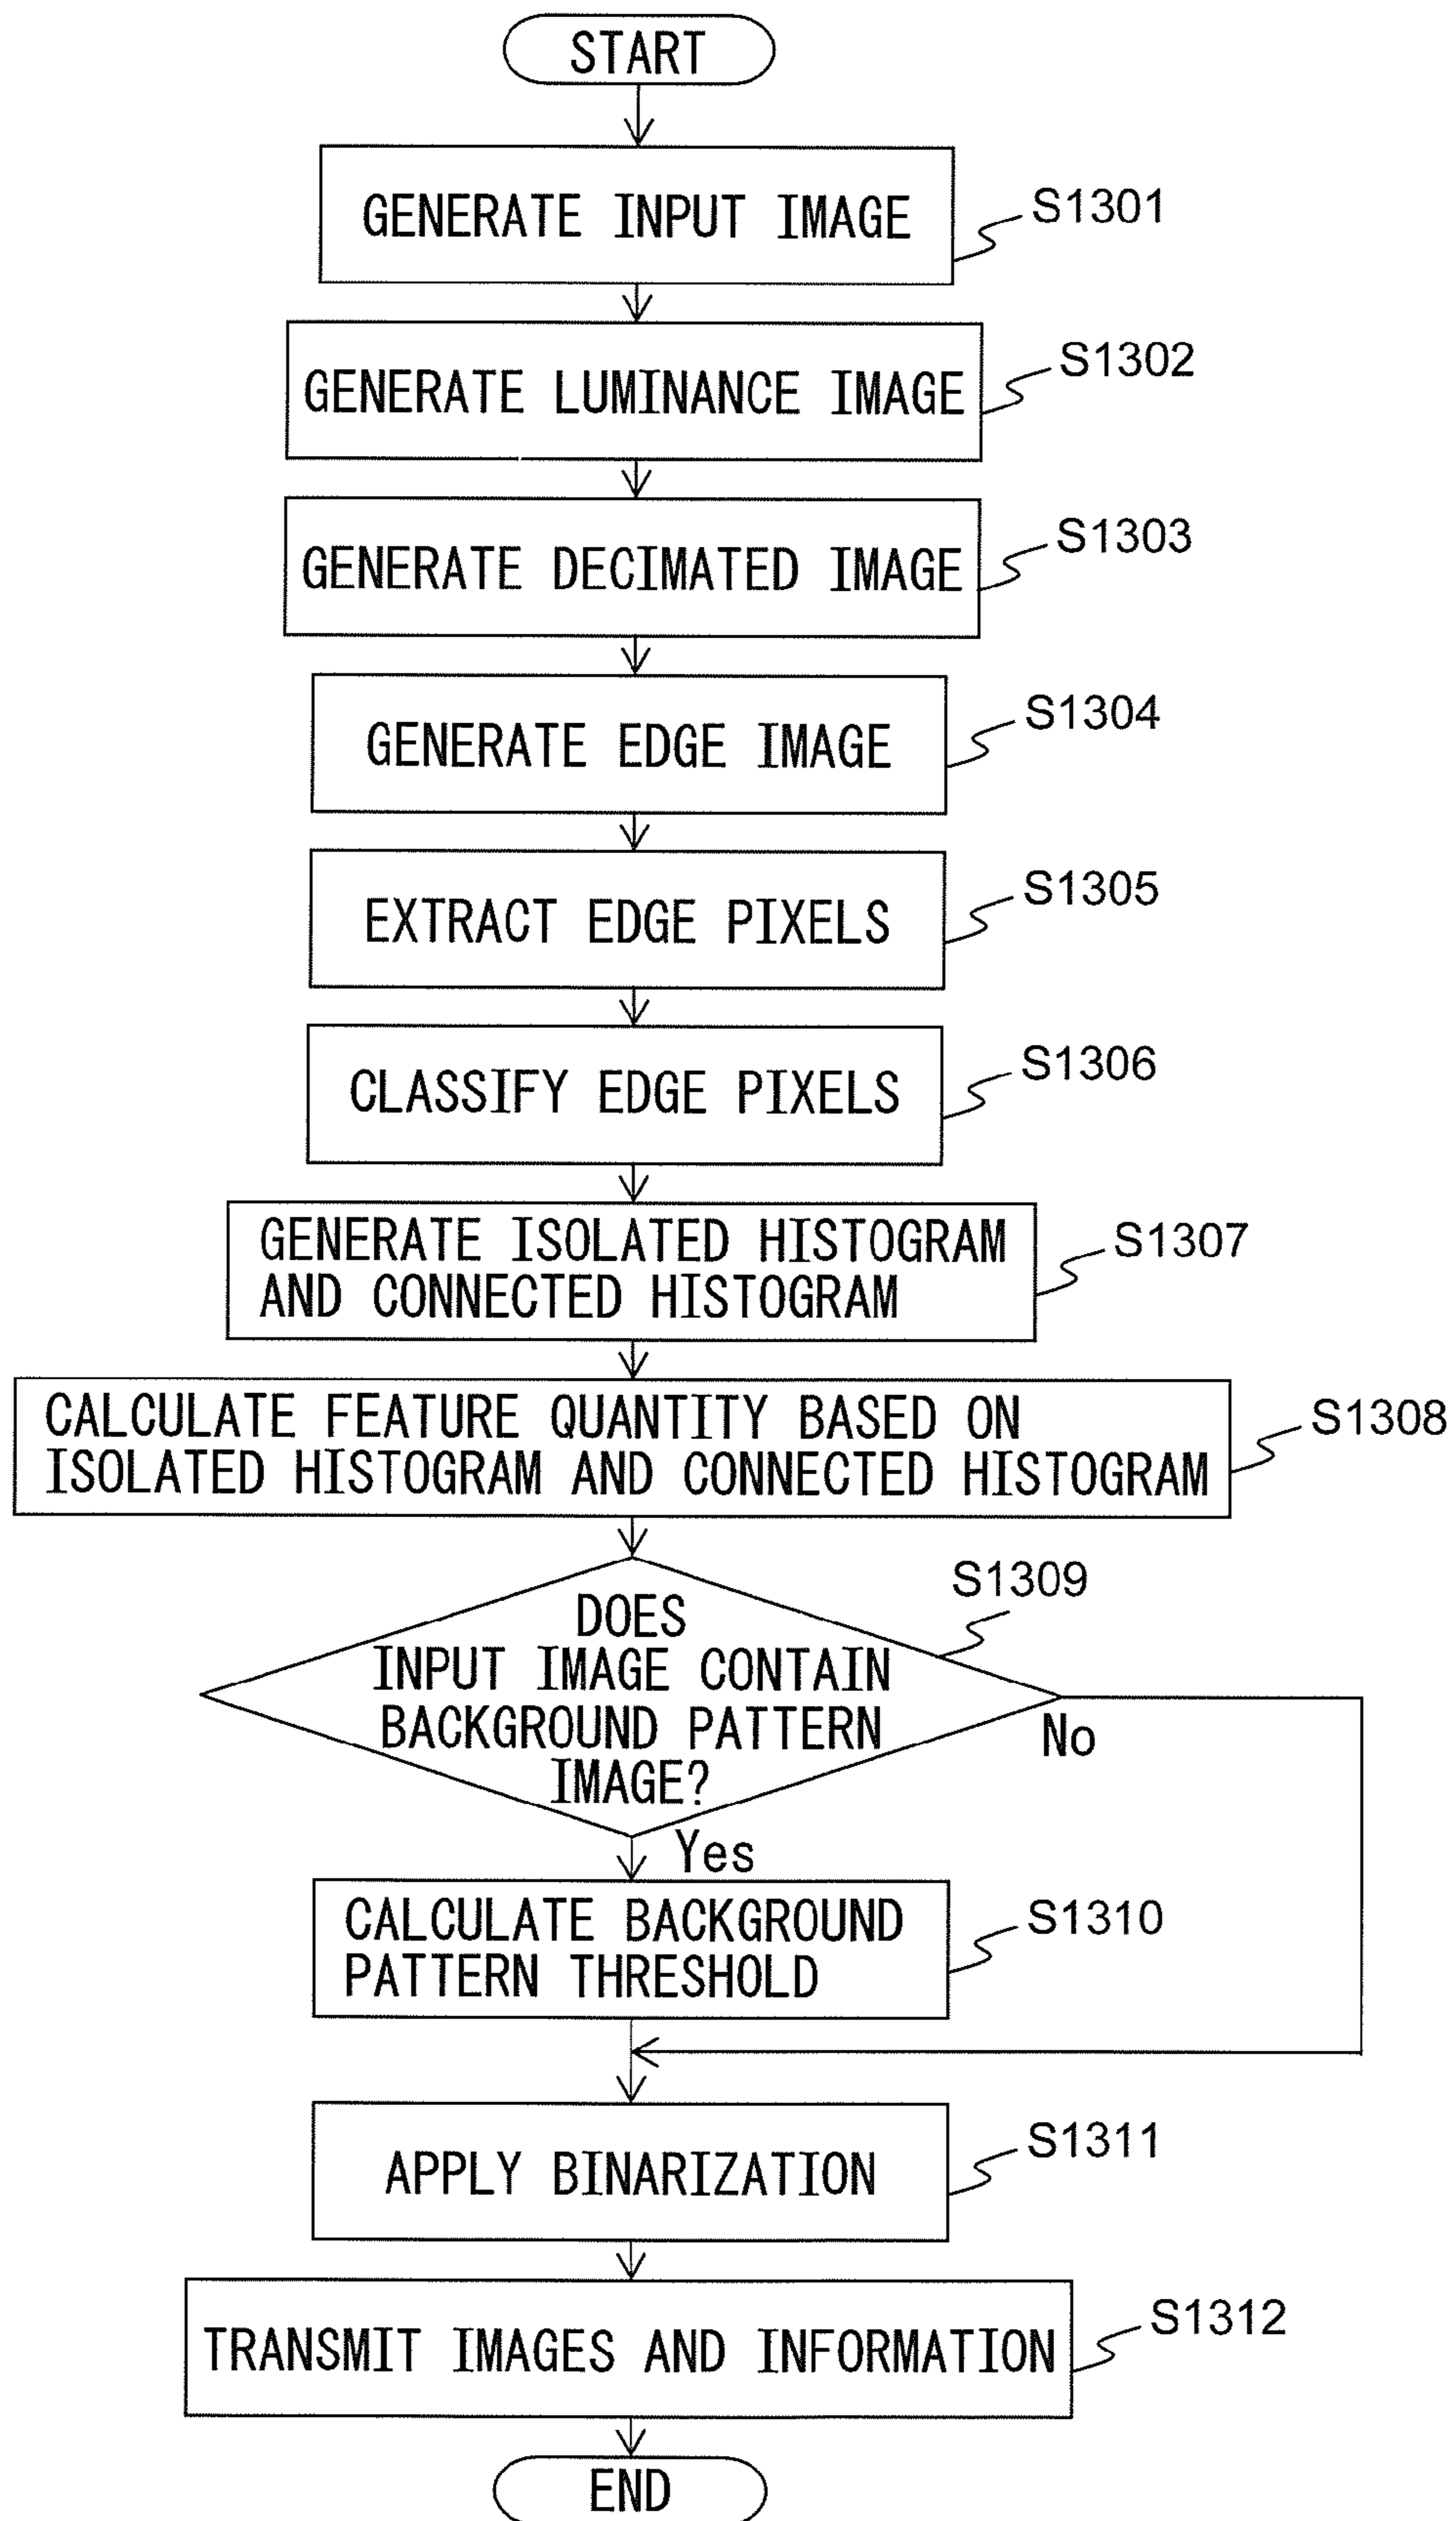 START
GENERATE INPUT IMAGE
S1301
GENERATE LUMINANCE IMAGE
S1302
GENERATE DECIMATED IMAGE
S1303
GENERATE EDGE IMAGE
S1304
EXTRACT EDGE PIXELS
S1305
CLASSIFY EDGE PIXELS
S1306
GENERATE ISOLATED HISTOGRAM
AND CONNECTED HISTOGRAM
S1307
CALCULATE FEATURE QUANTITY BASED ON
ISOLATED HISTOGRAM AND CONNECTED HISTOGRAM
S1308
DOES
INPUT IMAGE CONTAIN
BACKGROUND PATTERN
IMAGE?
S1309
No
Yes
CALCULATE BACKGROUND
PATTERN THRESHOLD
S1310
APPLY BINARIZATION
S1311
TRANSMIT IMAGES AND INFORMATION
S1312
END